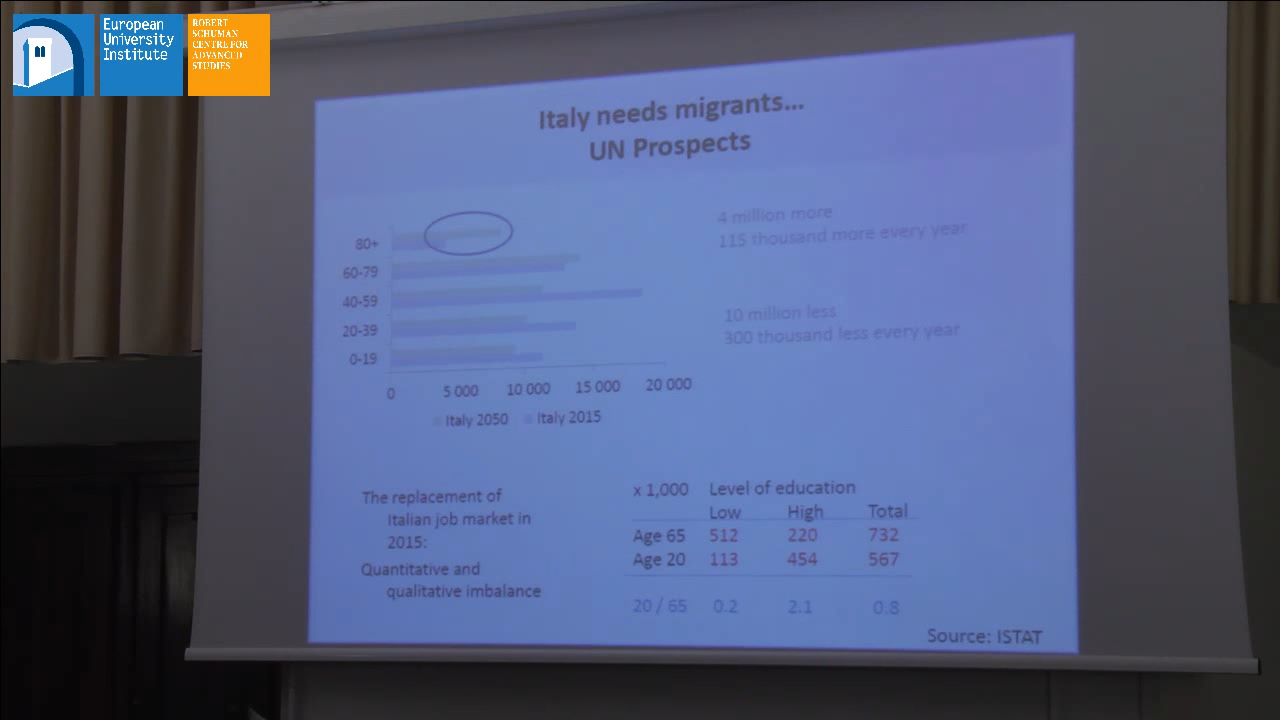 European
University
Institute
ROBERT
SCHUMAN
CENTRE FOR
ADVANCED
STUDIES
Italy needs migrants...
UN Prospects
4 million more
115 thousand more every year
10 million less
300 thousand less every year
80+
60-79
40-59
20-39
0-19
0 5 000 10 000 15 000 20 000
Italy 2050 Italy 2015
The replacement of
Italian job market in
2015:
Quantitative and
qualitative imbalance
x 1,000 Level of education
Low High Total
Age 65 512 220 732
Age 20 113 454 567
20 / 65 0.2 2.1 0.8
Source: ISTAT